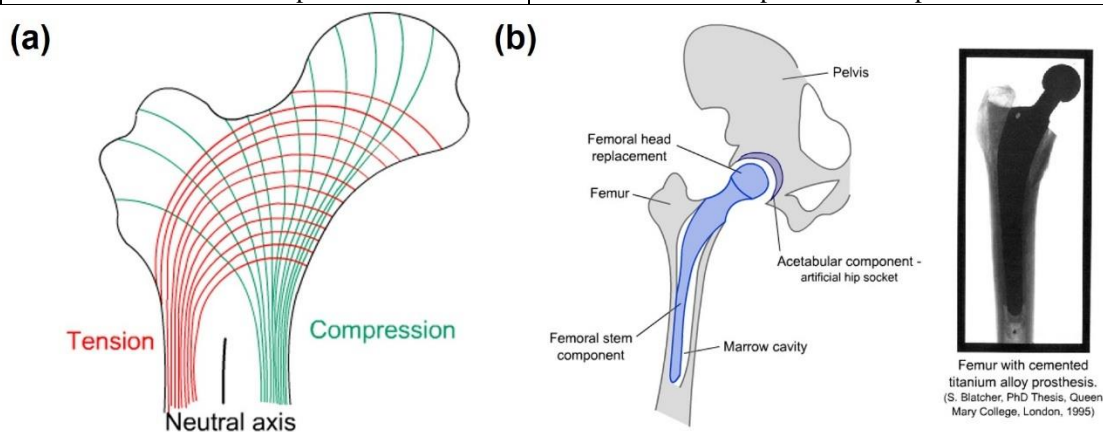 (a)
Tension
Compression
Neutral axis
(b)
Pelvis
Femoral head
replacement
Femur
Acetabular component -
artificial hip socket
Femoral stem
component
Marrow cavity
Femur with cemented
titanium alloy prosthesis.
(S. Blatcher, PhD Thesis, Queen
Mary College, London, 1995)